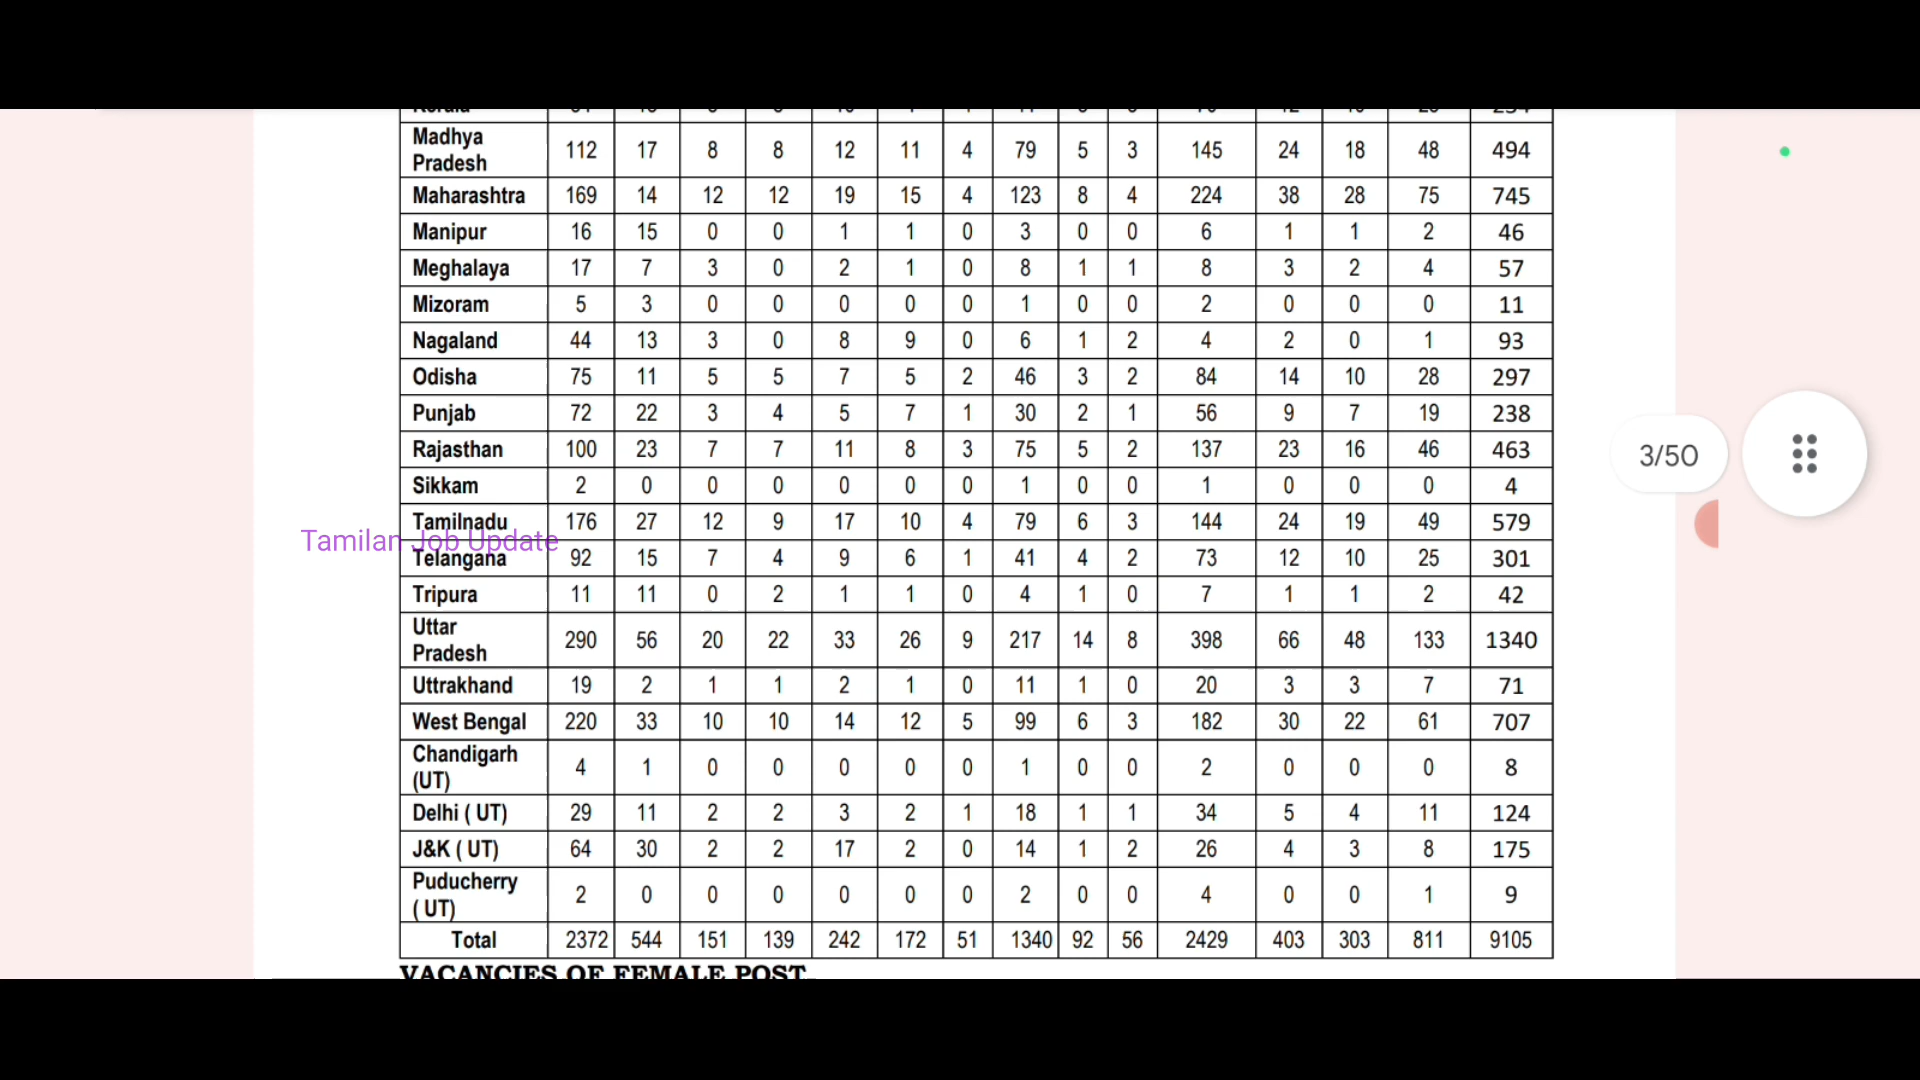 Madhya Pradesh 112 17 8 8 12 11 4 79 5 3 145 24 18 48 494
Maharashtra 169 14 12 12 19 15 4 123 8 4 224 38 28 75 745
Manipur 16 15 0 0 1 1 0 3 0 0 6 1 1 2 46
Meghalaya 17 7 3 0 2 1 0 8 1 1 8 3 2 4 57
Mizoram 5 3 0 0 0 0 0 1 0 0 2 0 0 0 11
Nagaland 44 13 3 0 8 9 0 6 1 2 4 2 0 1 93
Odisha 75 11 5 5 7 5 2 46 3 2 84 14 10 28 297
Punjab 72 22 3 4 5 7 1 30 2 1 56 9 7 19 238
3/50
Rajasthan 100 23 7 7 11 8 3 75 5 2 137 23 16 46 463
Sikkam 2 0 0 0 0 0 0 1 0 0 1 0 0 0 4
Tamilnadu 176 27 12 9 17 10 4 79 6 3 144 24 19 49 579
Tamilan Job Update
Telangana 92 15 7 4 9 6 1 41 4 2 73 12 10 25 301
Tripura 11 11 0 2 1 1 0 4 1 0 7 1 1 2 42
Uttar Pradesh 290 56 20 22 33 26 9 217 14 8 398 66 48 133 1340
Uttrakhand 19 2 1 1 2 1 0 11 1 0 20 3 3 7 71
West Bengal 220 33 10 10 14 12 5 99 6 3 182 30 22 61 707
Chandigarh (UT) 4 1 0 0 0 0 0 1 0 0 2 0 0 0 8
Delhi ( UT) 29 11 2 2 3 2 1 18 1 1 34 5 4 11 124
J&K ( UT) 64 30 2 2 17 2 0 14 1 2 26 4 3 8 175
Puducherry ( UT) 2 0 0 0 0 0 0 2 0 0 4 0 0 1 9
Total 2372 544 151 139 242 172 51 1340 92 56 2429 403 303 811 9105
VACANCIES OF FEMALE POST